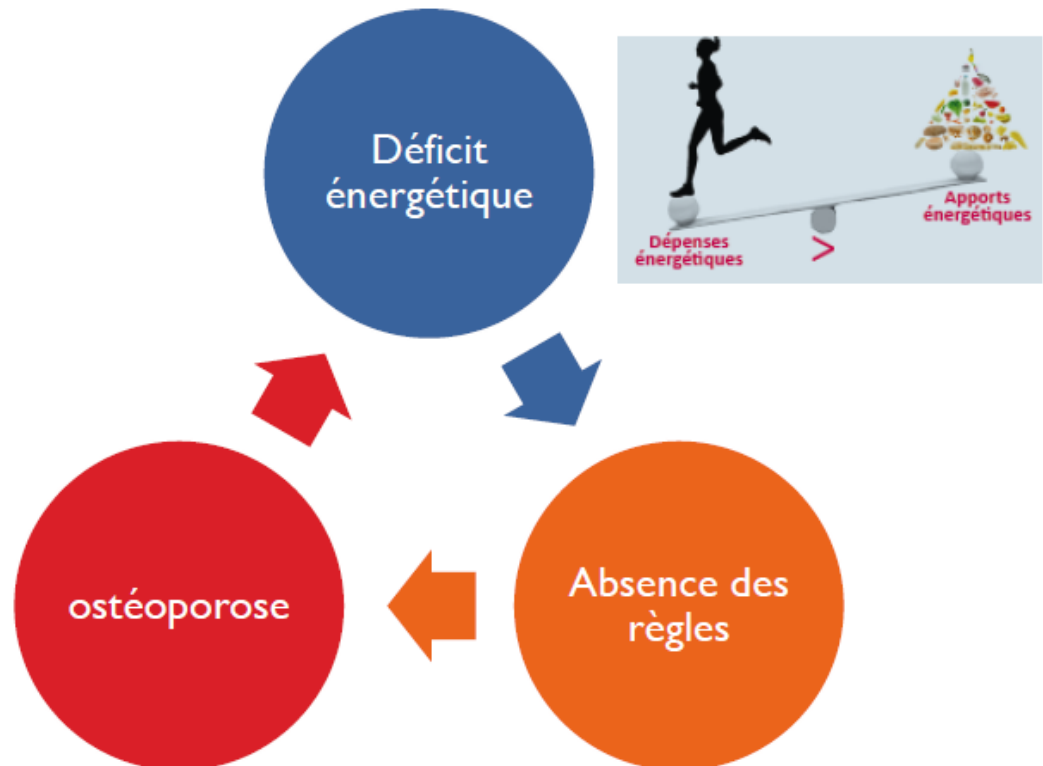 Déficit
énergétique
Apports
énergétiques
Dépenses
énergétiques
>
ostéoporose
Absence des
règles